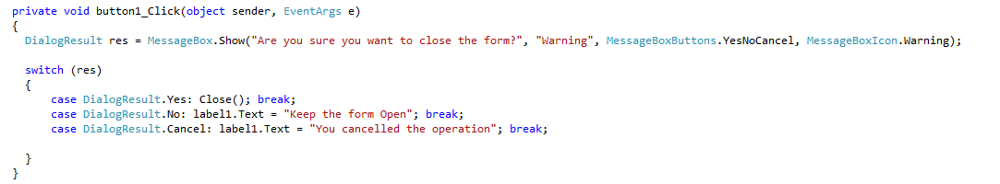 private void button1_Click(object sender, EventArgs e)
{
DialogResult res = MessageBox.Show("Are you sure you want to close the form?", "Warning", MessageBoxButtons.YesNoCancel, MessageBoxIcon.Warning);
switch (res)
{
case DialogResult.Yes: Close(); break;
case DialogResult.No: label1.Text = "Keep the form Open"; break;
case DialogResult.Cancel: label1.Text = "You cancelled the operation"; break;
}
}